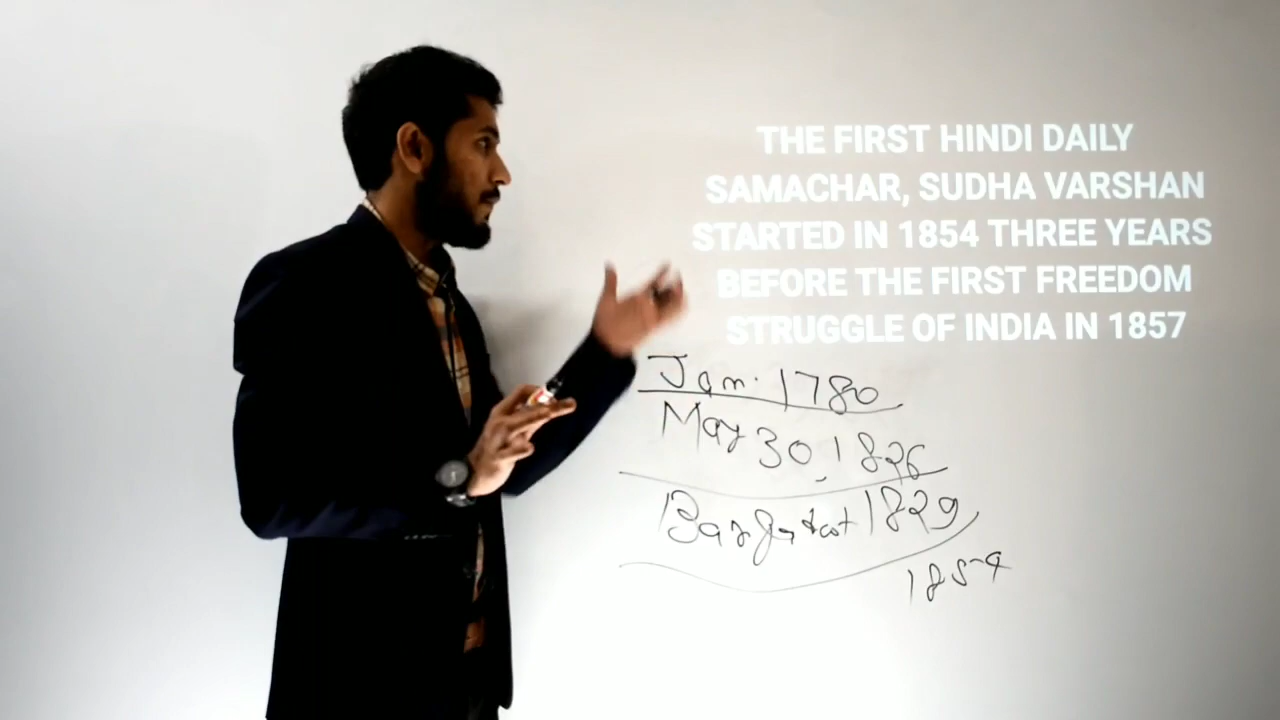 THE FIRST HINDI DAILY
SAMACHAR, SUDHA VARSHAN
STARTED IN 1854 THREE YEARS
BEFORE THE FIRST FREEDOM
STRUGGLE OF INDIA IN 1857
Jan. 1780
May 30, 1826
1829
1854